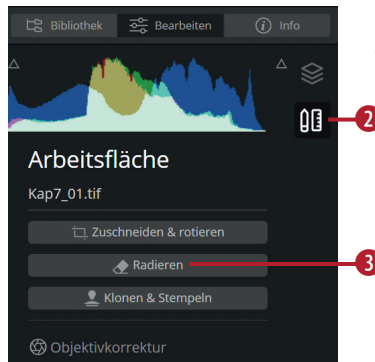 Bibliothek Bearbeiten Info
2
Arbeitsfläche
Kap7_01.tif
Zuschneiden & rotieren
Radieren
3
Klonen & Stempeln
Objektivkorrektur